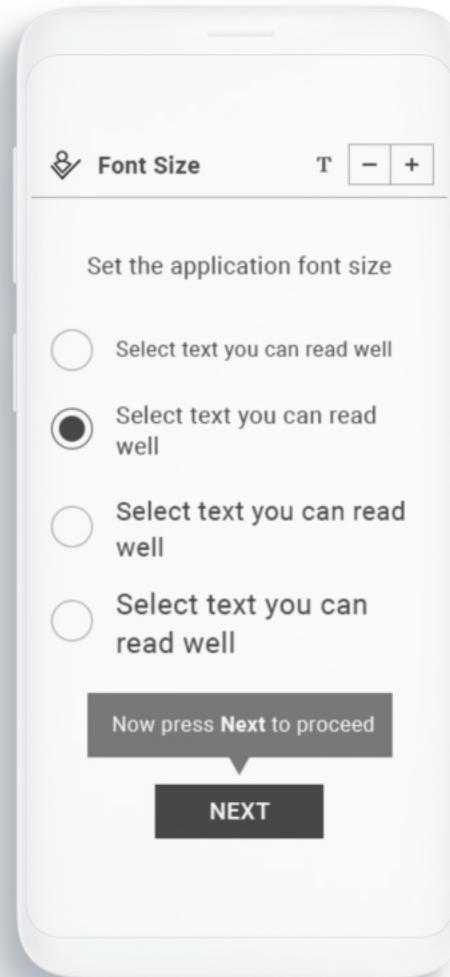 Font Size T − +
Set the application font size
Select text you can read well
Select text you can read
well
Select text you can read
well
Select text you can
read well
Now press Next to proceed
NEXT